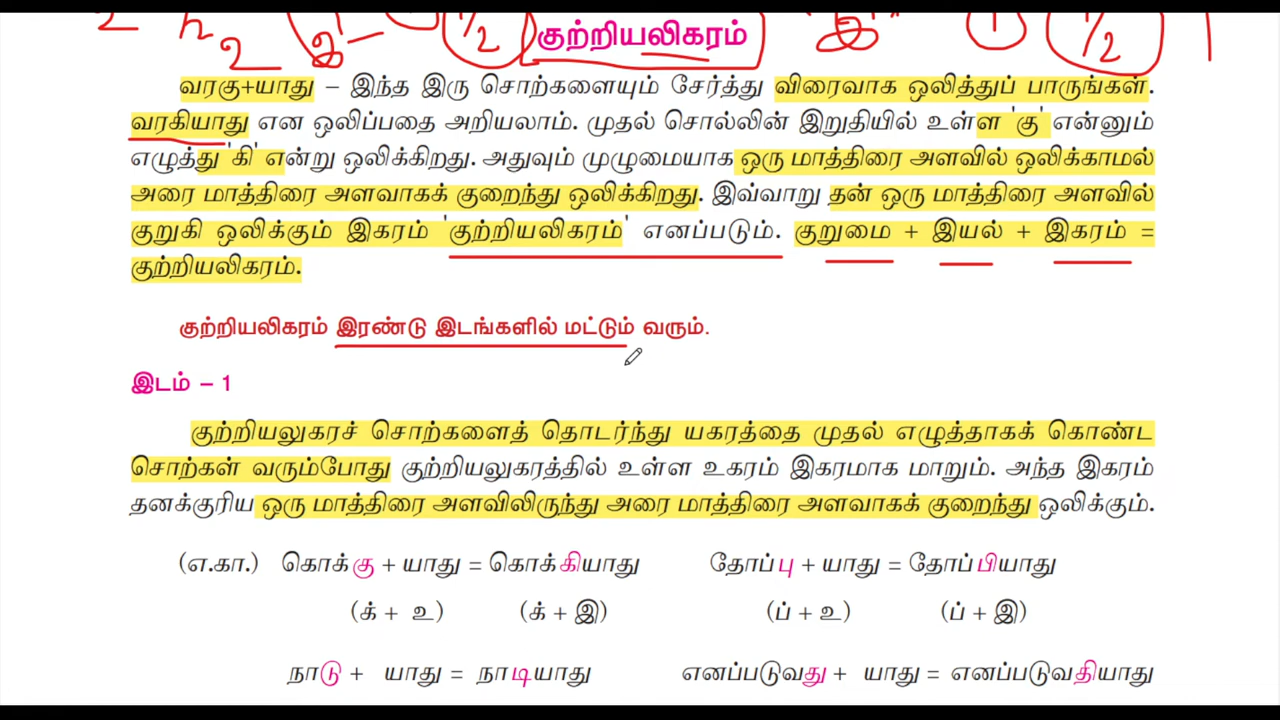 குற்றியலிகரம்
வரகு+யாது – இந்த இரு சொற்களையும் சேர்த்து விரைவாக ஒலித்துப் பாருங்கள்.
வரகியாது என ஒலிப்பதை அறியலாம். முதல் சொல்லின் இறுதியில் உள்ள 'கு' என்னும்
எழுத்து 'கி' என்று ஒலிக்கிறது. அதுவும் முழுமையாக ஒரு மாத்திரை அளவில் ஒலிக்காமல்
அரை மாத்திரை அளவாகக் குறைந்து ஒலிக்கிறது. இவ்வாறு தன் ஒரு மாத்திரை அளவில்
குறுகி ஒலிக்கும் இகரம் 'குற்றியலிகரம்' எனப்படும். குறுமை + இயல் + இகரம் =
குற்றியலிகரம்.
குற்றியலிகரம் இரண்டு இடங்களில் மட்டும் வரும்.
இடம் – 1
குற்றியலுகரச் சொற்களைத் தொடர்ந்து யகரத்தை முதல் எழுத்தாகக் கொண்ட
சொற்கள் வரும்போது குற்றியலுகரத்தில் உள்ள உகரம் இகரமாக மாறும். அந்த இகரம்
தனக்குரிய ஒரு மாத்திரை அளவிலிருந்து அரை மாத்திரை அளவாகக் குறைந்து ஒலிக்கும்.
(எ.கா.) கொக்கு + யாது = கொக்கியாது தோப்பு + யாது = தோப்பியாது
(க் + உ) (க் + இ) (ப் + உ) (ப் + இ)
நாடு + யாது = நாடியாது எனப்படுவது + யாது = எனப்படுவதியாது